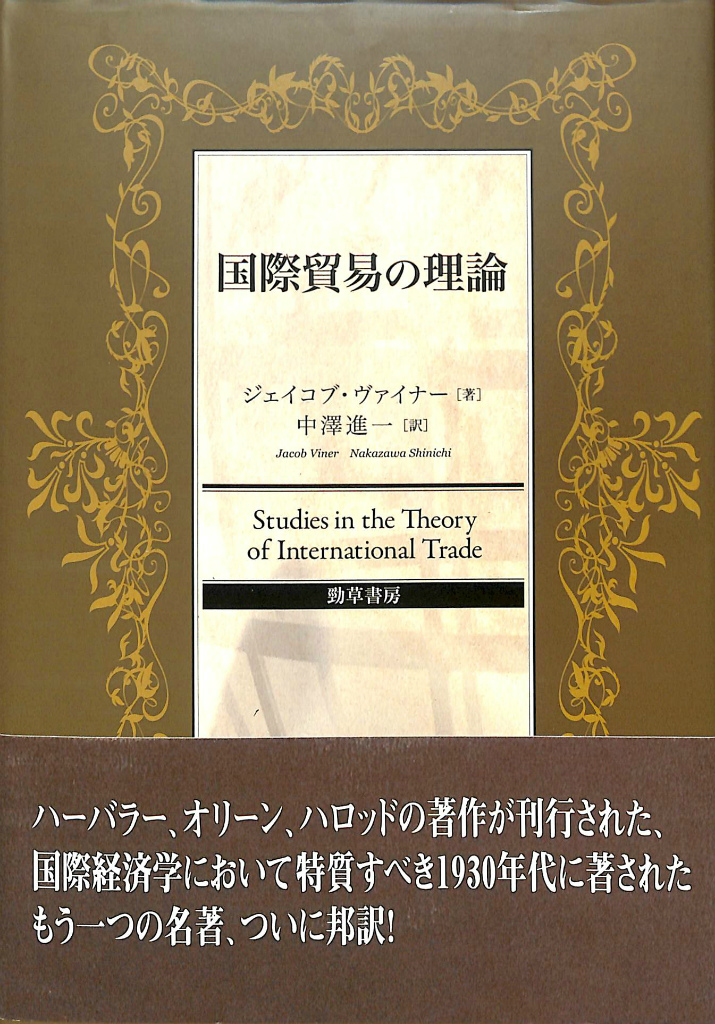 国際貿易の理論
ジェイコブ・ヴァイナー［著］
中澤進一［訳］
Jacob Viner Nakazawa Shinichi
Studies in the Theory
of International Trade
勁草書房
ハーバラー、オリーン、ハロッドの著作が刊行された、
国際経済学において特質すべき1930年代に著された
もう一つの名著、ついに邦訳!